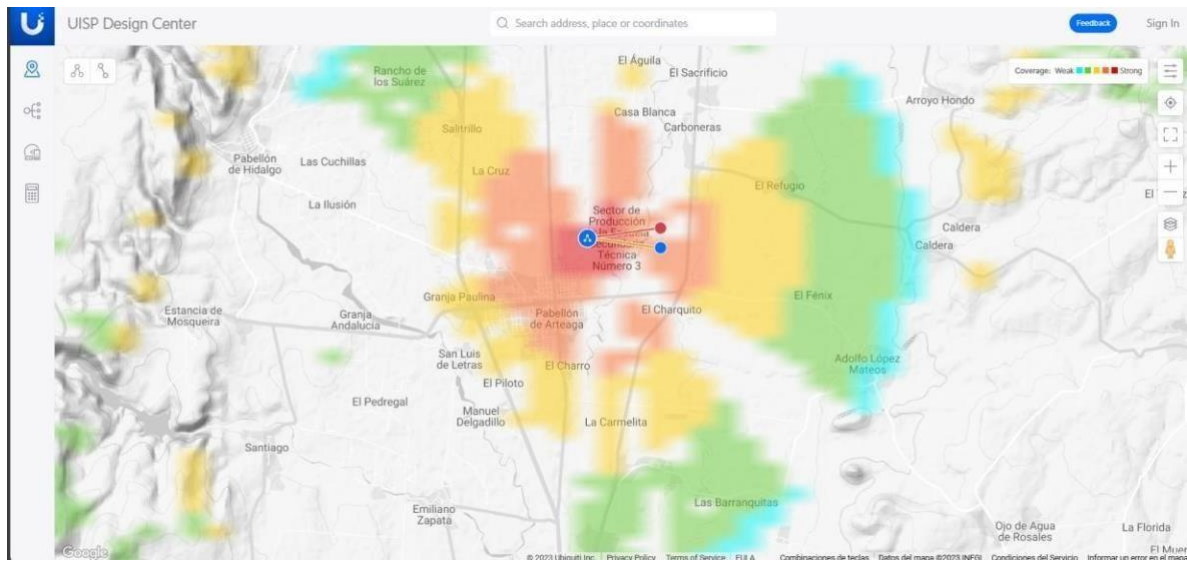 UISP Design Center
Search address, place or coordinates
Feedback
Sign In
Coverage: Weak Strong
El Águila
El Sacrificio
Rancho de
los Suárez
Arroyo Hondo
Casa Blanca
Carboneras
Salitrillo
Pabellón
de Hidalgo
Las Cuchillas
La Cruz
El Refugio
La Ilusión
Sector de
Producción
Técnica
Número 3
Caldera
Caldera
Granja Paulina
El Fénix
Estancia de
Mosqueira
Granja
Andalucia
Pabellón
de Arteaga
El Charquito
San Luis
de Letras
El Charro
Adolfo López
Mateos
El Piloto
El Pedregal
Manuel
Delgadillo
La Carmelita
Santiago
Las Barranquitas
Emiliano
Zapata
Ojo de Agua
de Rosales
La Florida
Google
© 2023 Ubiquiti Inc. Privacy Policy Terms of Service EULA Combinaciones de teclas Datos del mapa ©2023 INEGI Condiciones del Servicio Informar un error en el mapa